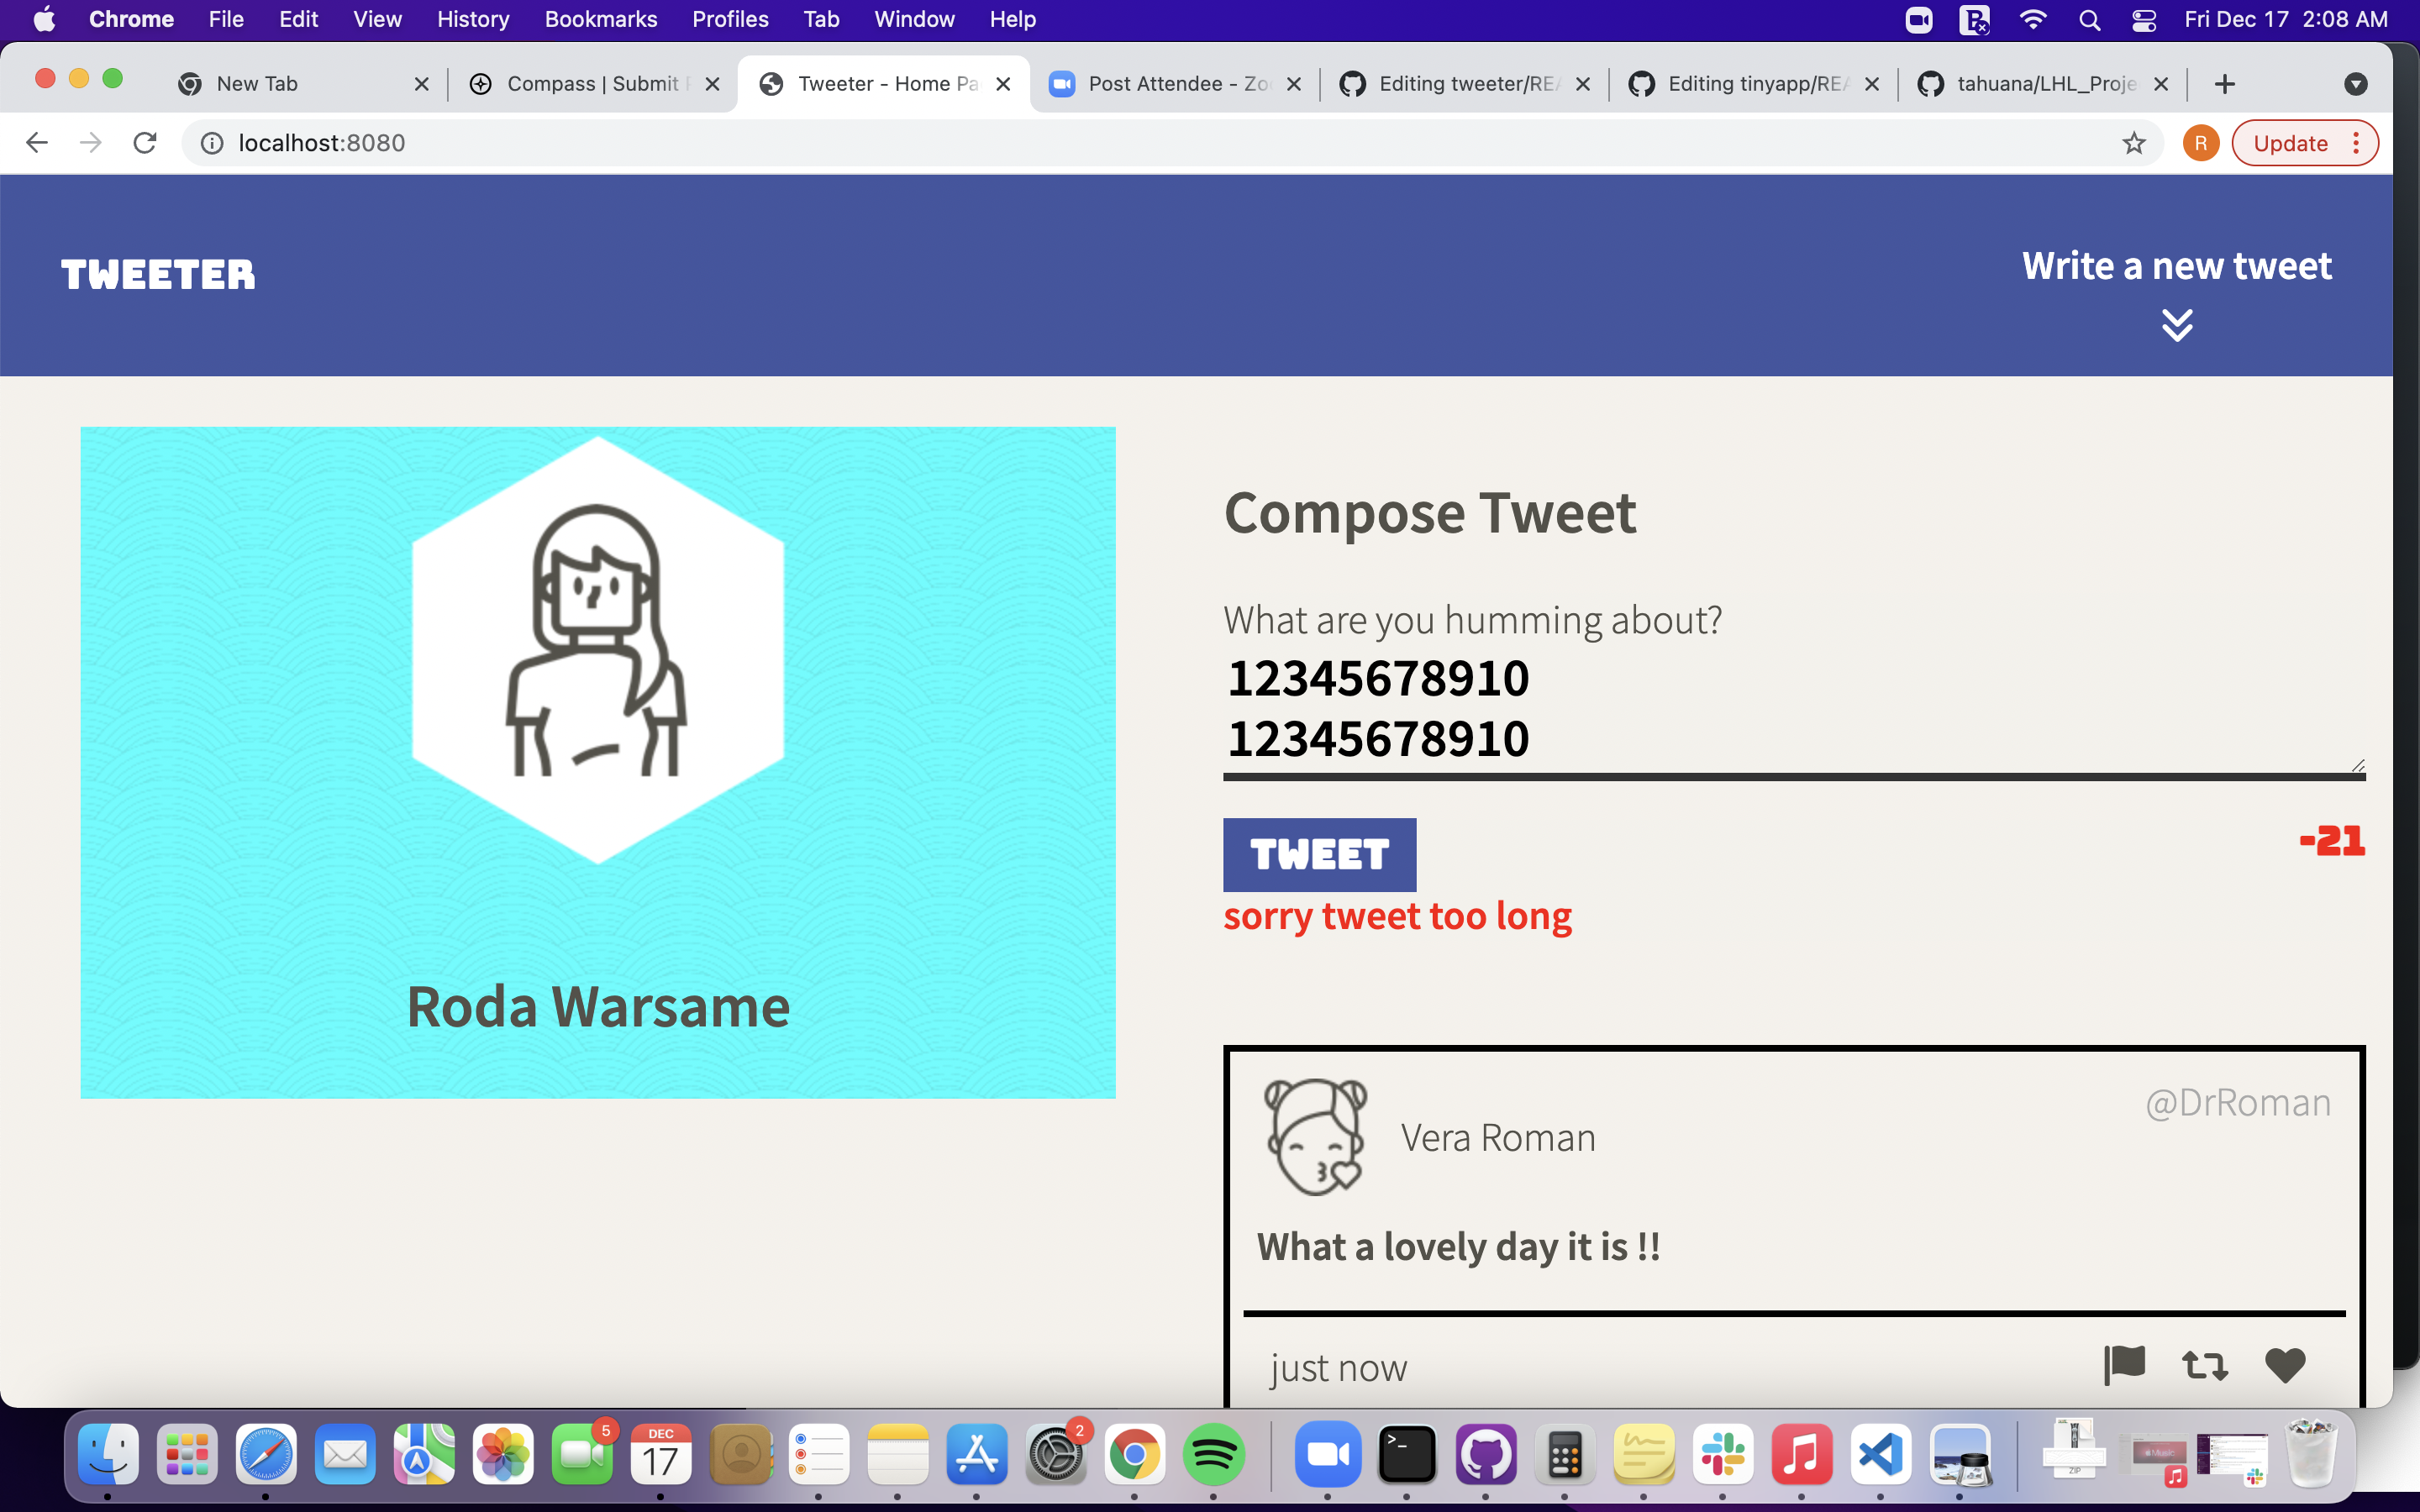 Chrome File Edit View History Bookmarks Profiles Tab Window Help Fri Dec 17 2:08 AM
New Tab Compass | Submit Tweeter - Home Pa Post Attendee - Zo Editing tweeter/REA Editing tinyapp/REA tahuana/LHL_Proje
localhost:8080 R Update
TWEETER
Write a new tweet
Compose Tweet
What are you humming about?
12345678910
12345678910
TWEET
-21
sorry tweet too long
Roda Warsame
Vera Roman
@DrRoman
What a lovely day it is !!
just now
5
DEC
17
2
ZIP